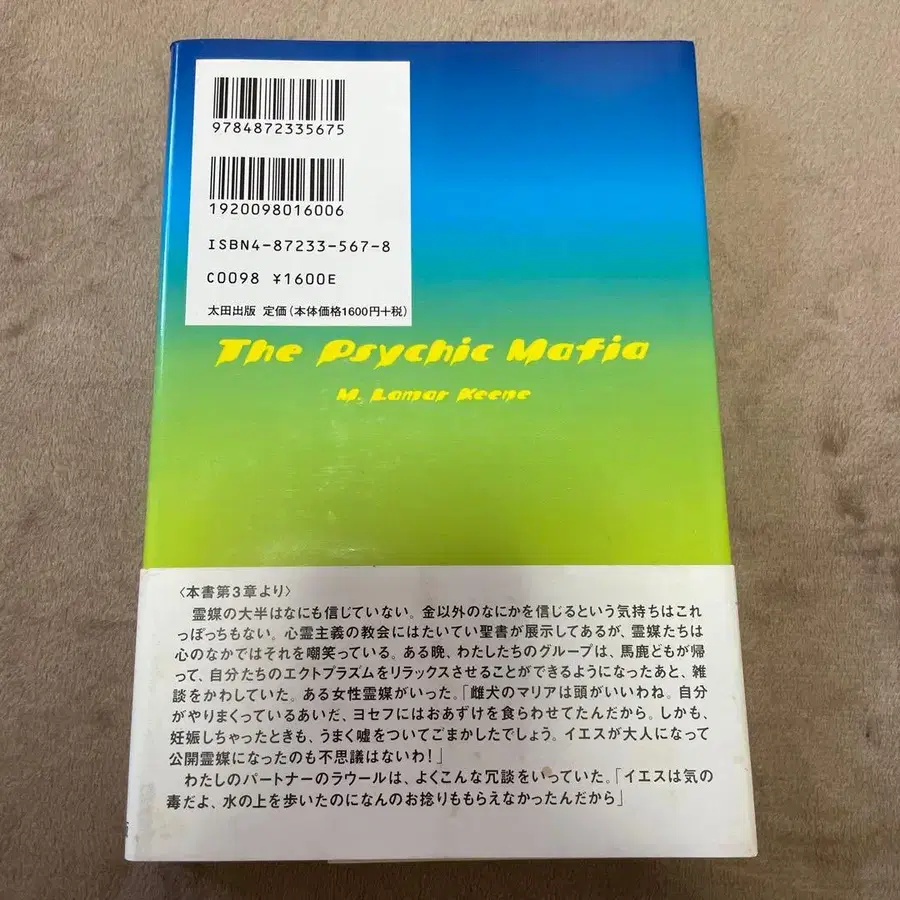 9784872335675
1920098016006
ISBN4-87233-567-8
C0098 ¥1600E
太田出版 定価(本体価格1600円+税)
The Psychic Mafia
M. Lamar Keene
〈本書第3章より〉
霊媒の大半はなにも信じていない。金以外のなにかを信じるという気持ちはこれ
っぽっちもない。心霊主義の教会にはたいてい聖書が展示してあるが、霊媒たちは
心のなかではそれを嘲笑っている。ある晩、わたしたちのグループは、馬鹿どもが帰
って、自分たちのエクトプラズムをリラックスさせることができるようになったあと、雑
談をかわしていた。ある女性霊媒がいった。「雌犬のマリアは頭がいいわね。自分
がやりまくっているあいだ、ヨセフにはおあずけを食らわせてたんだから。しかも、
妊娠しちゃったときも、うまく嘘をついてごまかしたでしょう。イエスが大人になって
公開霊媒になったのも不思議はないわ!」
わたしのパートナーのラウールは、よくこんな冗談をいっていた。「イエスは気の
毒だよ、水の上を歩いたのになんのお捻りももらえなかったんだから」